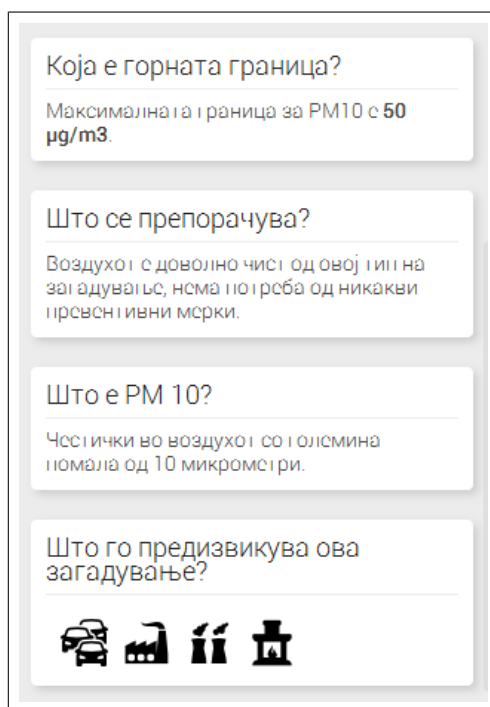 Која е горната граница?
Максималната граница за PM10 е 50
µg/m3.
Што се препорачува?
Воздухот е доволно чист од овој тип на
загадување, нема потреба од никакви
превентивни мерки.
Што е PM 10?
Честички во воздухот со големина
помала од 10 микрометри.
Што го предизвикува ова
загадување?